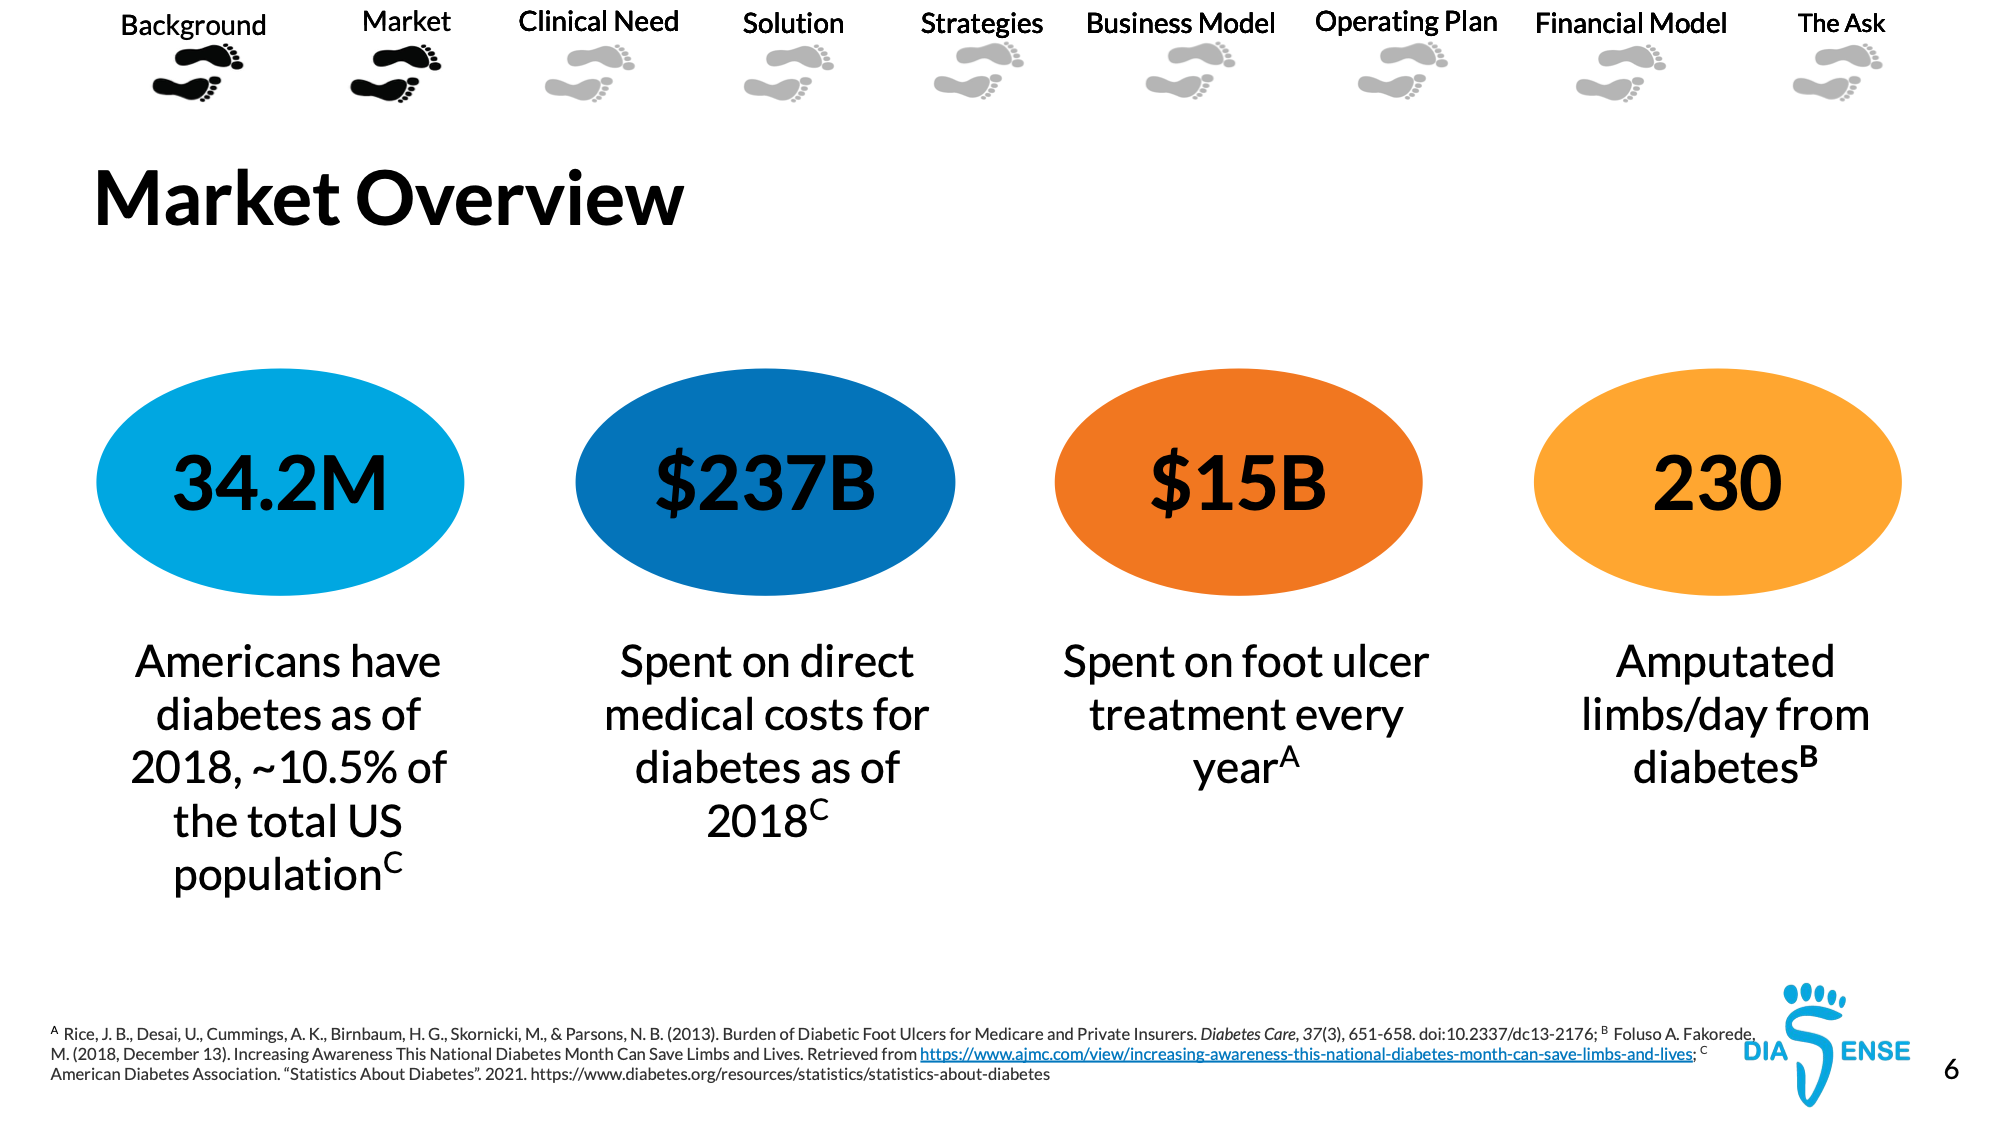 Background Market Clinical Need Solution Strategies Business Model Operating Plan Financial Model The Ask
Market Overview
34.2M
Americans have
diabetes as of
2018, ~10.5% of
the total US
populationC
$237B
Spent on direct
medical costs for
diabetes as of
2018C
$15B
Spent on foot ulcer
treatment every
yearA
230
Amputated
limbs/day from
diabetesB
A Rice, J. B., Desai, U., Cummings, A. K., Birnbaum, H. G., Skornicki, M., & Parsons, N. B. (2013). Burden of Diabetic Foot Ulcers for Medicare and Private Insurers. Diabetes Care, 37(3), 651-658. doi:10.2337/dc13-2176; B Foluso A. Fakorede,
M. (2018, December 13). Increasing Awareness This National Diabetes Month Can Save Limbs and Lives. Retrieved from https://www.ajmc.com/view/increasing-awareness-this-national-diabetes-month-can-save-limbs-and-lives; C
American Diabetes Association. “Statistics About Diabetes”. 2021. https://www.diabetes.org/resources/statistics/statistics-about-diabetes
DIASENSE
6